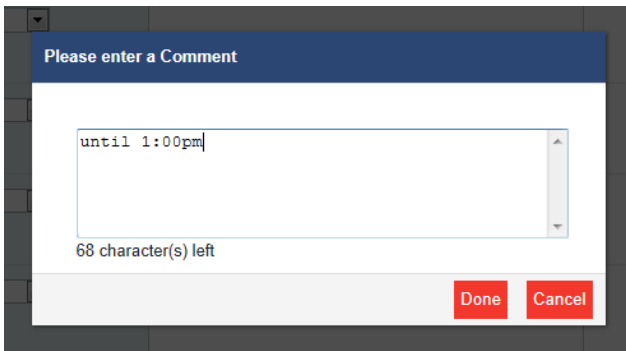 Please enter a Comment
until 1:00pm
68 character(s) left
Done Cancel